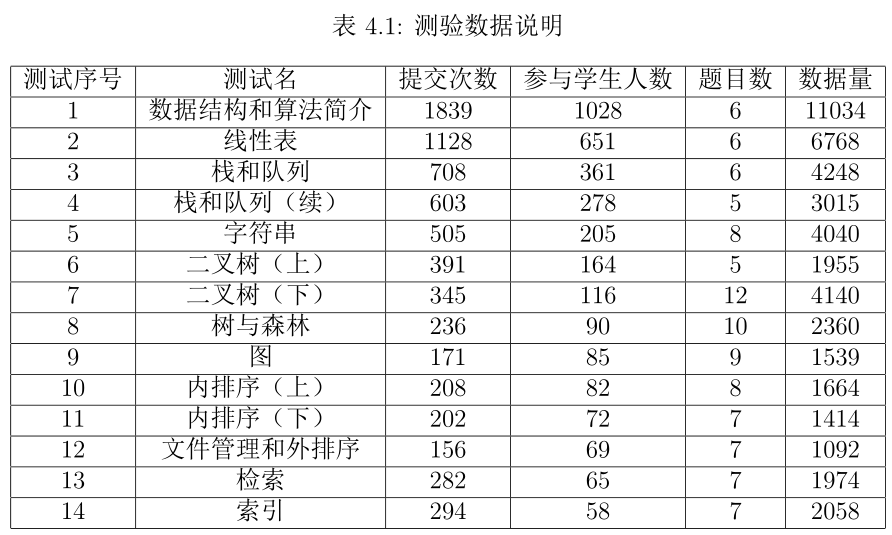 表 4.1: 测验数据说明
测试序号 测试名 提交次数 参与学生人数 题目数 数据量
1 数据结构和算法简介 1839 1028 6 11034
2 线性表 1128 651 6 6768
3 栈和队列 708 361 6 4248
4 栈和队列（续） 603 278 5 3015
5 字符串 505 205 8 4040
6 二叉树（上） 391 164 5 1955
7 二叉树（下） 345 116 12 4140
8 树与森林 236 90 10 2360
9 图 171 85 9 1539
10 内排序（上） 208 82 8 1664
11 内排序（下） 202 72 7 1414
12 文件管理和外排序 156 69 7 1092
13 检索 282 65 7 1974
14 索引 294 58 7 2058